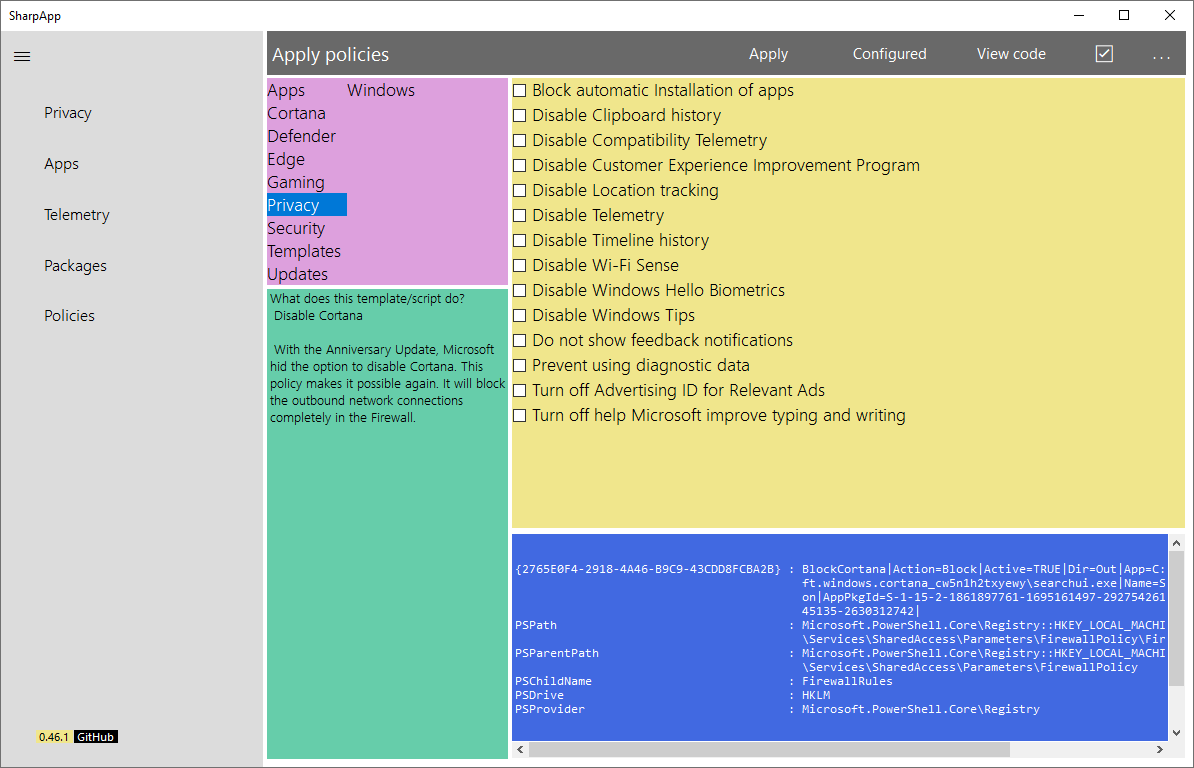 SharpApp
Privacy
Apps
Telemetry
Packages
Policies
0.46.1 GitHub
Apply policies
Apply
Configured
View code
...
Apps
Cortana
Defender
Edge
Gaming
Privacy
Security
Templates
Updates
Windows
What does this template/script do?
Disable Cortana
With the Anniversary Update, Microsoft
hid the option to disable Cortana. This
policy makes it possible again. It will block
the outbound network connections
completely in the Firewall.
Block automatic Installation of apps
Disable Clipboard history
Disable Compatibility Telemetry
Disable Customer Experience Improvement Program
Disable Location tracking
Disable Telemetry
Disable Timeline history
Disable Wi-Fi Sense
Disable Windows Hello Biometrics
Disable Windows Tips
Do not show feedback notifications
Prevent using diagnostic data
Turn off Advertising ID for Relevant Ads
Turn off help Microsoft improve typing and writing
{2765E0F4-2918-4A46-B9C9-43CDD8FCBA2B} : BlockCortana|Action=Block|Active=TRUE|Dir=Out|App=C:
ft.windows.cortana_cw5n1h2txyewy\searchui.exe|Name=S
on|AppPkgId=S-1-15-2-1861897761-1695161497-292754261
45135-2630312742|
PSPath : Microsoft.PowerShell.Core\Registry::HKEY_LOCAL_MACHI
\Services\SharedAccess\Parameters\FirewallPolicy\Fir
PSParentPath : Microsoft.PowerShell.Core\Registry::HKEY_LOCAL_MACHI
\Services\SharedAccess\Parameters\FirewallPolicy
PSChildName : FirewallRules
PSDrive : HKLM
PSProvider : Microsoft.PowerShell.Core\Registry